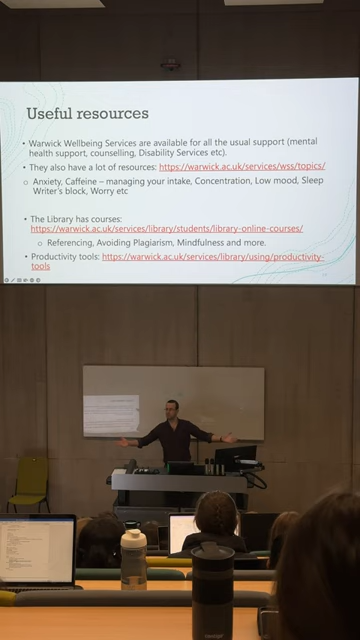 Useful resources
• Warwick Wellbeing Services are available for all the usual support (mental
health support, counselling, Disability Services etc).
• They also have a lot of resources: https://warwick.ac.uk/services/wss/topics/
o Anxiety, Caffeine – managing your intake, Concentration, Low mood, Sleep
Writer's block, Worry etc
• The Library has courses:
https://warwick.ac.uk/services/library/students/library-online-courses/
o Referencing, Avoiding Plagiarism, Mindfulness and more.
• Productivity tools: https://warwick.ac.uk/services/library/using/productivity-
tools